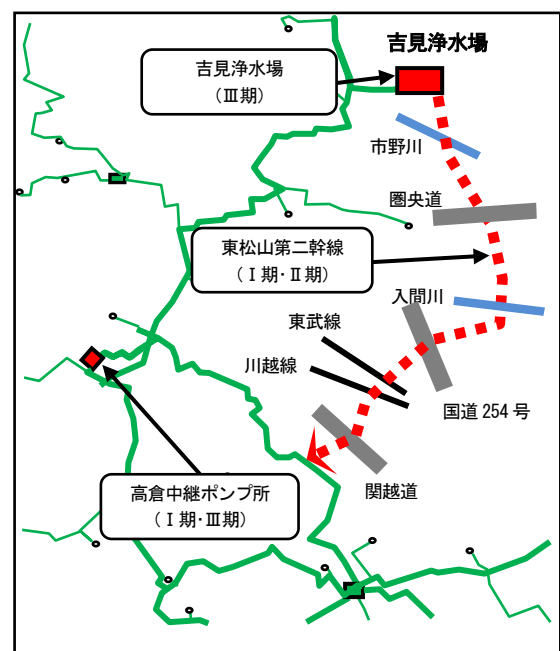 吉見浄水場
吉見浄水場
（Ⅲ期）
市野川
圏央道
東松山第二幹線
（Ⅰ期･Ⅱ期）
入間川
東武線
川越線
国道 254 号
関越道
高倉中継ポンプ所
（Ⅰ期･Ⅲ期）